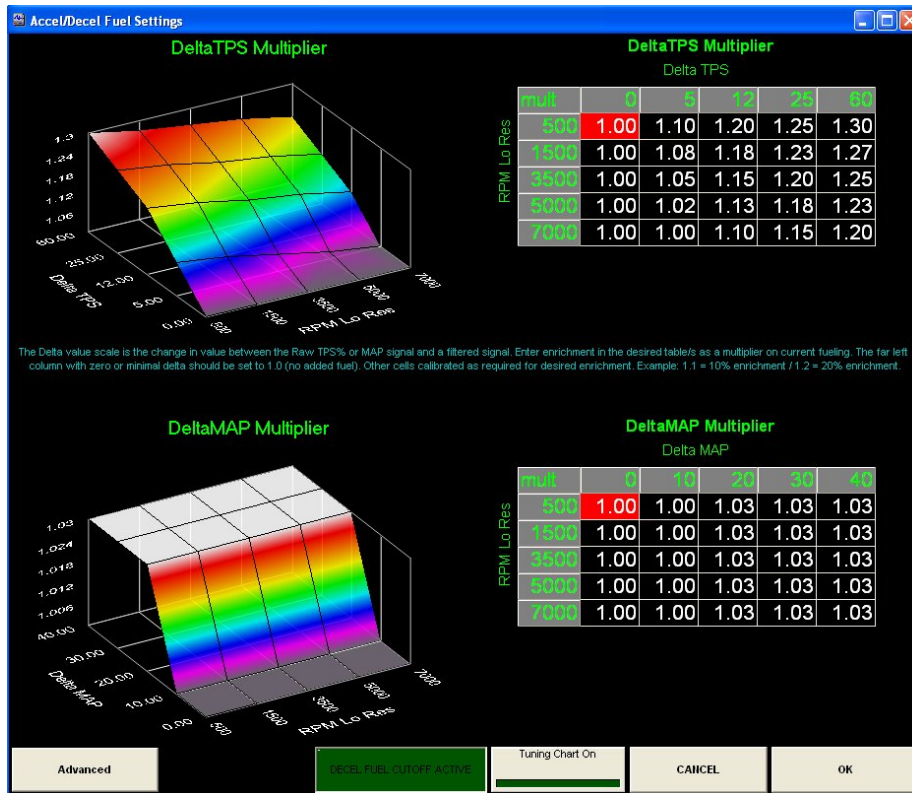 Accel/Decel Fuel Settings
DeltaTPS Multiplier
1.3
1.24
1.18
1.12
1.06
60.00
25.00
12.00
5.00
0.00
Delta TPS
500
1500
3500
5000
7000
RPM Lo Res
DeltaTPS Multiplier
Delta TPS
RPM Lo Res
mult 0 5 12 25 60
500 1.00 1.10 1.20 1.25 1.30
1500 1.00 1.08 1.18 1.23 1.27
3500 1.00 1.05 1.15 1.20 1.25
5000 1.00 1.02 1.13 1.18 1.23
7000 1.00 1.00 1.10 1.15 1.20
The Delta value scale is the change in value between the Raw TPS% or MAP signal and a filtered signal. Enter enrichment in the desired table/s as a multiplier on current fueling. The far left
column with zero or minimal delta should be set to 1.0 (no added fuel). Other cells calibrated as required for desired enrichment. Example: 1.1 = 10% enrichment / 1.2 = 20% enrichment.
DeltaMAP Multiplier
1.03
1.024
1.018
1.012
1.006
40.00
30.00
20.00
10.00
0.00
Delta MAP
500
1500
3500
5000
7000
RPM Lo Res
DeltaMAP Multiplier
Delta MAP
RPM Lo Res
mult 0 10 20 30 40
500 1.00 1.00 1.03 1.03 1.03
1500 1.00 1.00 1.03 1.03 1.03
3500 1.00 1.00 1.03 1.03 1.03
5000 1.00 1.00 1.03 1.03 1.03
7000 1.00 1.00 1.03 1.03 1.03
Advanced
DECEL FUEL CUTOFF ACTIVE
Tuning Chart On
CANCEL
OK